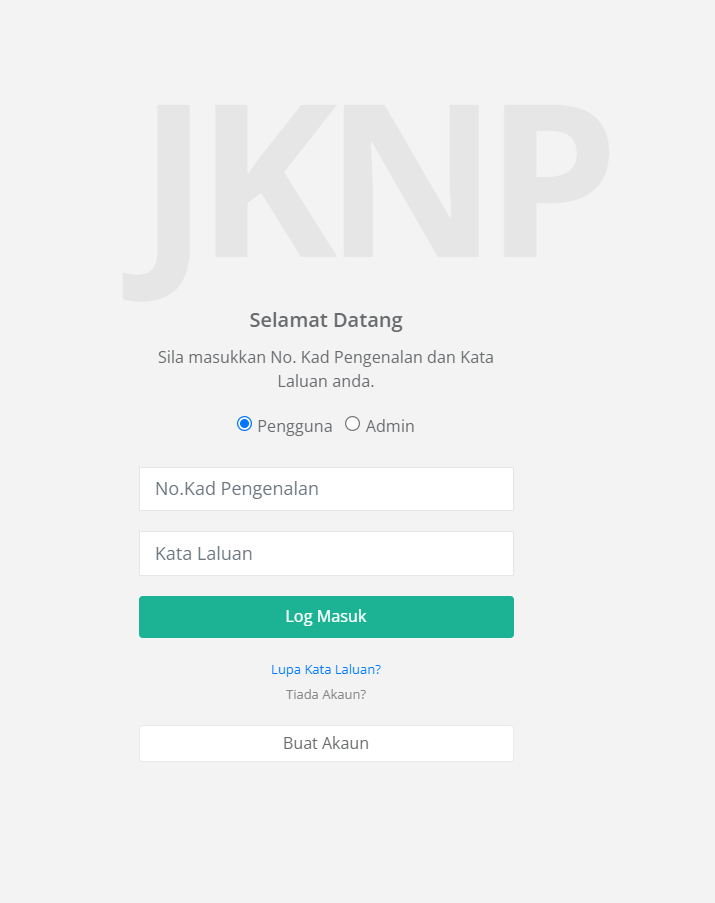 JKNP
Selamat Datang
Sila masukkan No. Kad Pengenalan dan Kata
Laluan anda.
Pengguna Admin
No.Kad Pengenalan
Kata Laluan
Log Masuk
Lupa Kata Laluan?
Tiada Akaun?
Buat Akaun